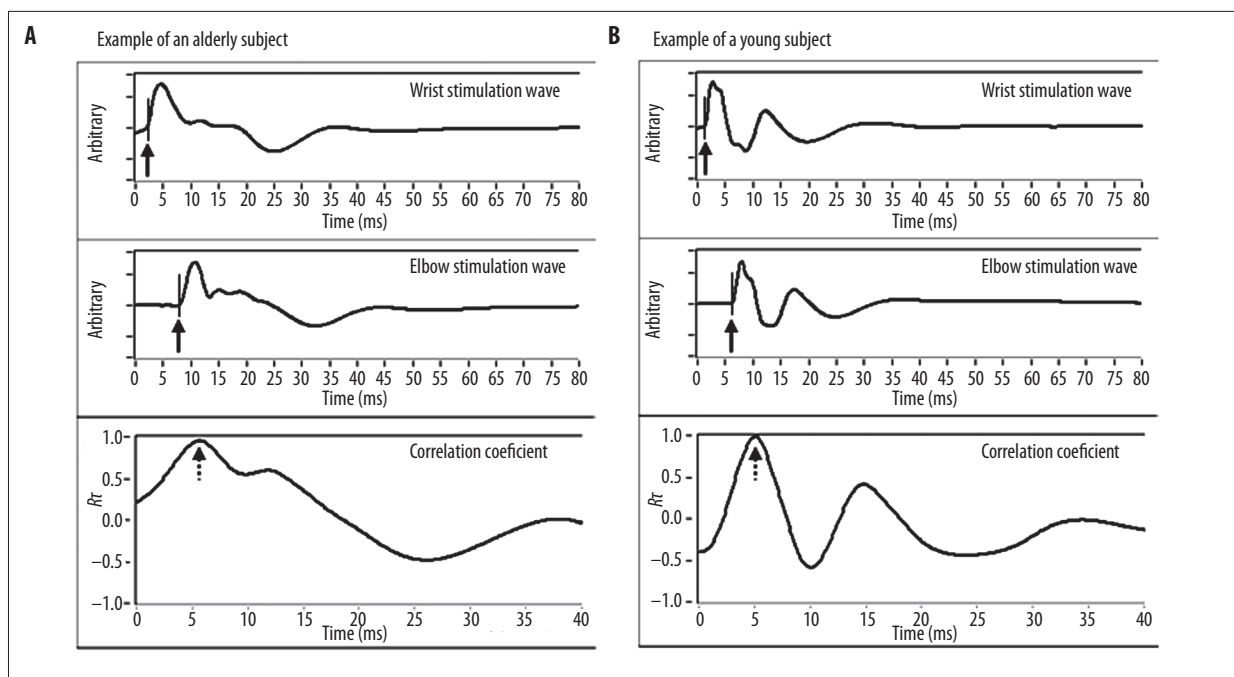 A Example of an alderly subject
Wrist stimulation wave
Arbitrary
0 5 10 15 20 25 30 35 40 45 50 55 60 65 70 75 80
Time (ms)
Elbow stimulation wave
Arbitrary
0 5 10 15 20 25 30 35 40 45 50 55 60 65 70 75 80
Time (ms)
Correlation coeficient
1.0
0.5
Rτ
0.0
−0.5
−1.0
0 5 10 15 20 25 30 35 40
Time (ms)
B Example of a young subject
Wrist stimulation wave
Arbitrary
0 5 10 15 20 25 30 35 40 45 50 55 60 65 70 75 80
Time (ms)
Elbow stimulation wave
Arbitrary
0 5 10 15 20 25 30 35 40 45 50 55 60 65 70 75 80
Time (ms)
Correlation coeficient
1.0
0.5
Rτ
0.0
−0.5
−1.0
0 5 10 15 20 25 30 35 40
Time (ms)